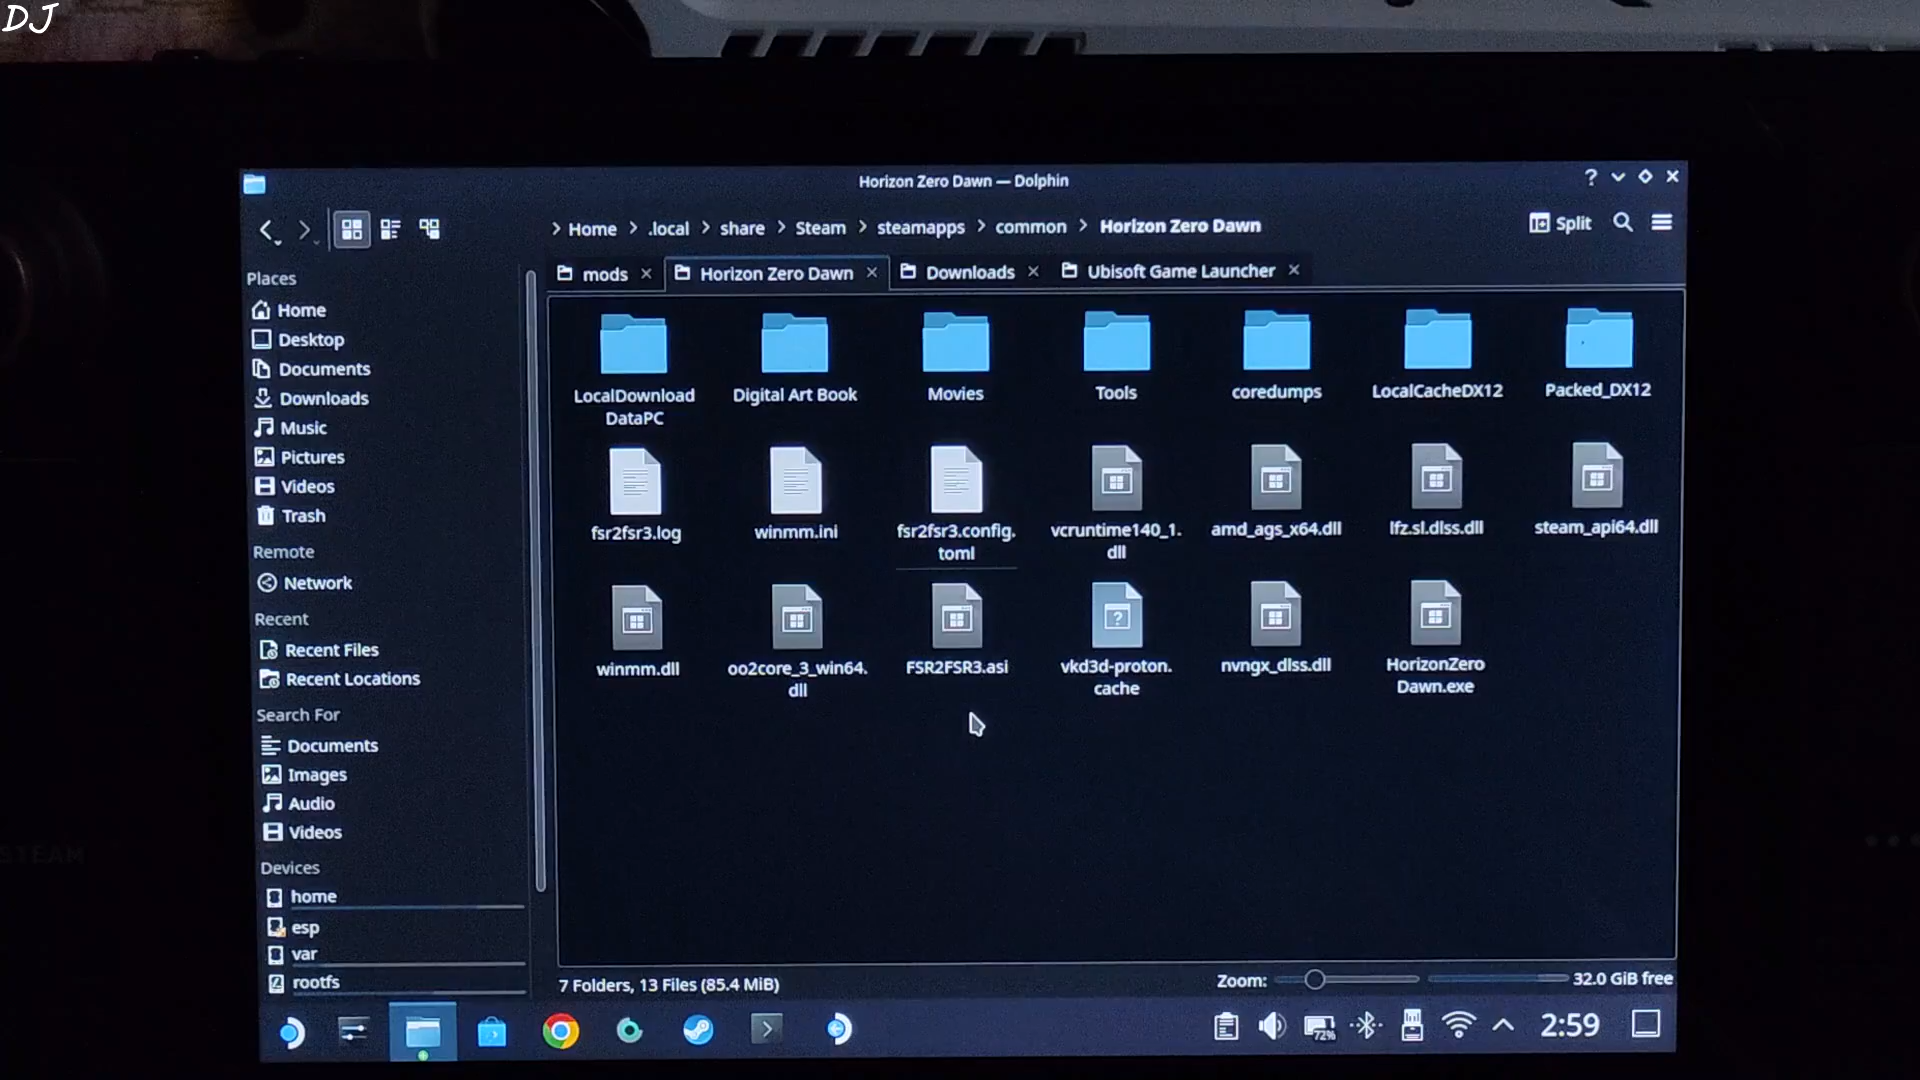 DJ
Horizon Zero Dawn — Dolphin
> Home > .local > share > Steam > steamapps > common > Horizon Zero Dawn
Split
mods
Horizon Zero Dawn
Downloads
Ubisoft Game Launcher
Places
Home
Desktop
Documents
Downloads
Music
Pictures
Videos
Trash
Remote
Network
Recent
Recent Files
Recent Locations
Search For
Documents
Images
Audio
Videos
Devices
home
esp
var
rootfs
LocalDownload
DataPC
Digital Art Book
Movies
Tools
coredumps
LocalCacheDX12
Packed_DX12
fsr2fsr3.log
winmm.ini
fsr2fsr3.config.
toml
vcruntime140_1.
dll
amd_ags_x64.dll
lfz.sl.dlss.dll
steam_api64.dll
winmm.dll
oo2core_3_win64.
dll
FSR2FSR3.asi
vkd3d-proton.
cache
nvngx_dlss.dll
HorizonZero
Dawn.exe
7 Folders, 13 Files (85.4 MiB)
Zoom:
32.0 GiB free
72%
2:59
STEAM